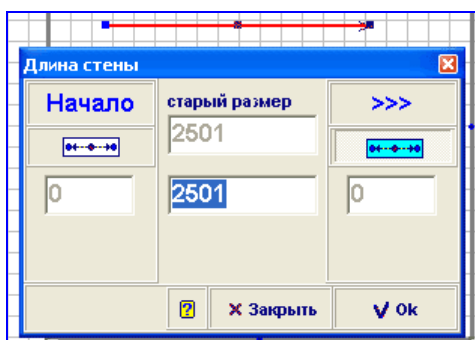 Длина стены
Начало
старый размер
>>>
2501
0
2501
0
?
Закрыть
Ok